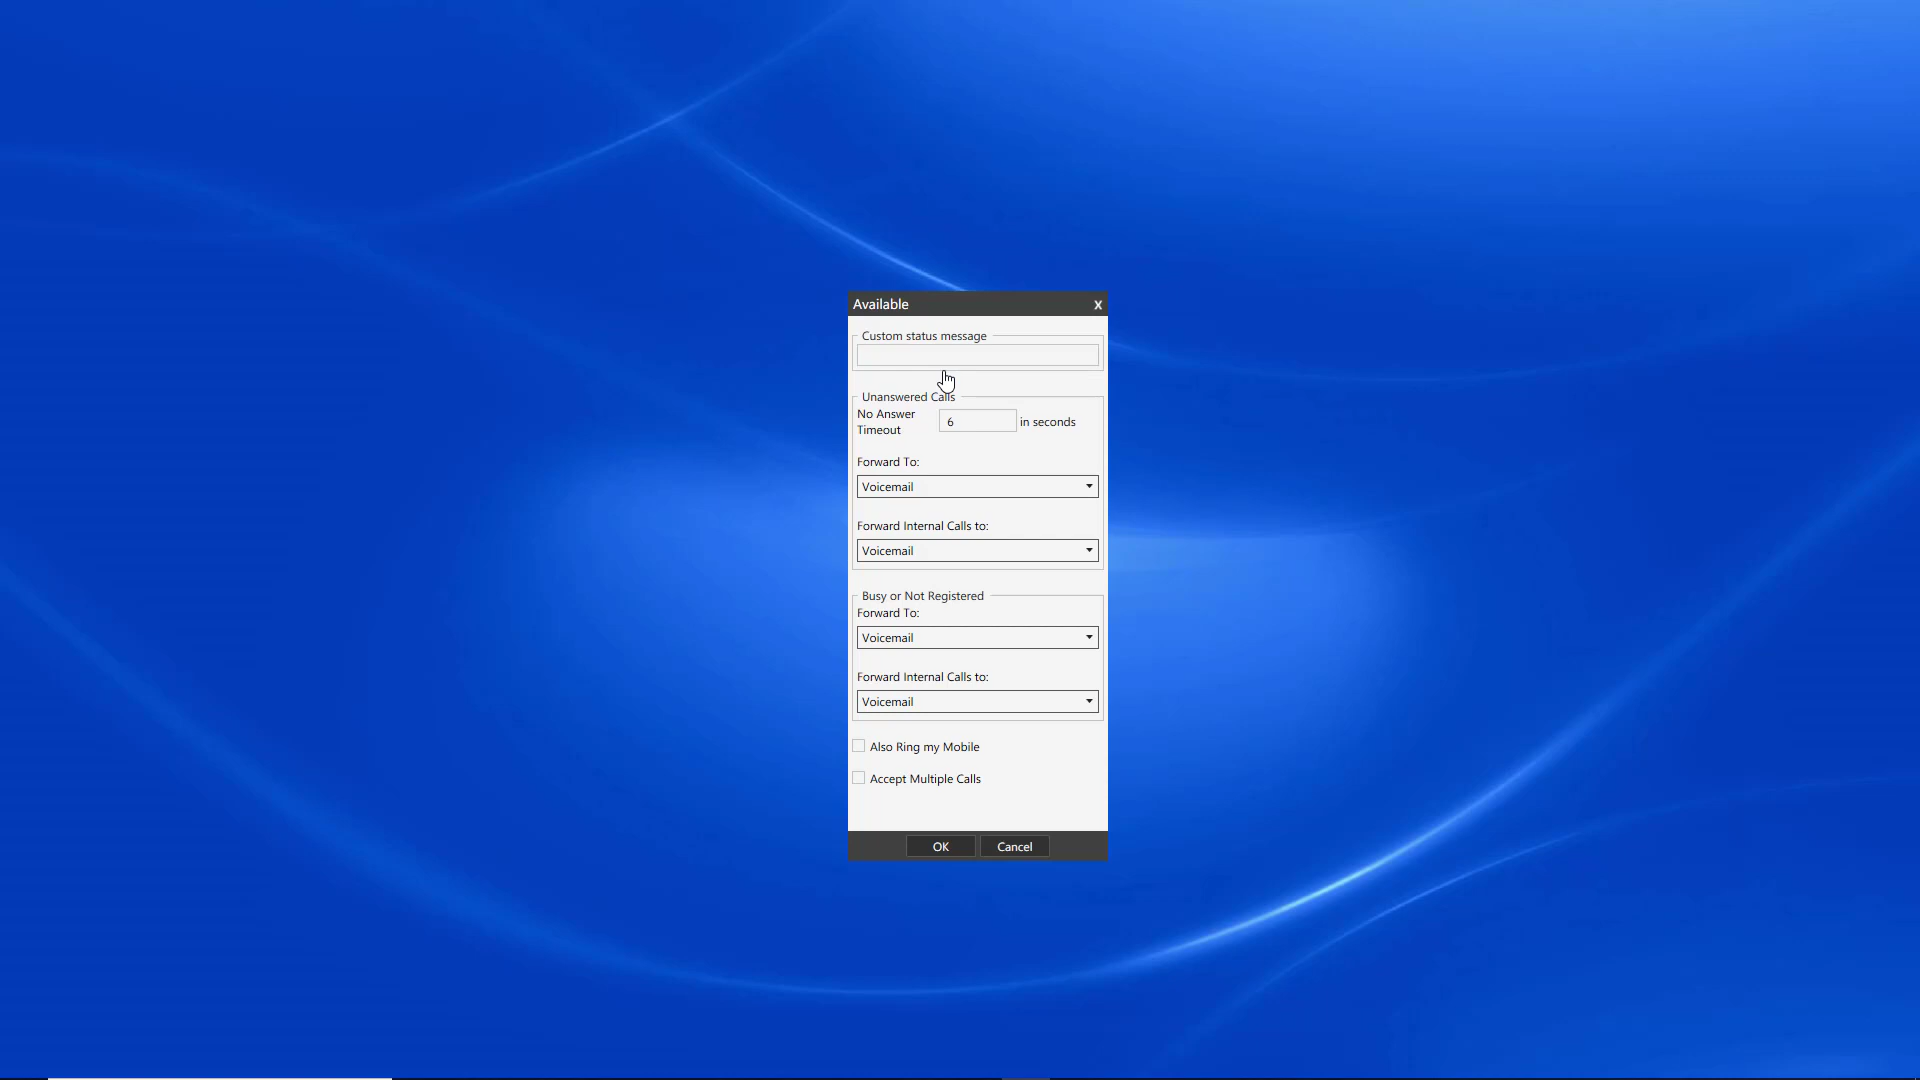 Available x
Custom status message
Unanswered Calls
No Answer
Timeout
6 in seconds
Forward To:
Voicemail
Forward Internal Calls to:
Voicemail
Busy or Not Registered
Forward To:
Voicemail
Forward Internal Calls to:
Voicemail
Also Ring my Mobile
Accept Multiple Calls
OK Cancel